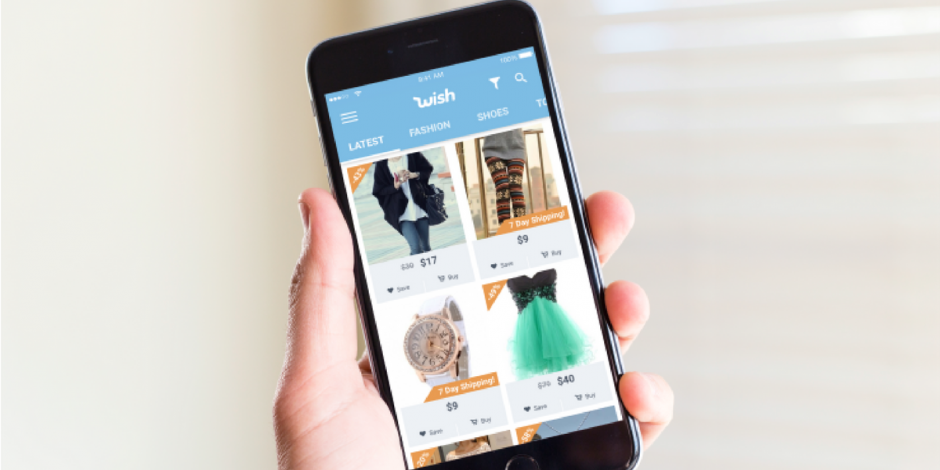 9:41 AM
100%
wish
LATEST FASHION SHOES TO
-43%
$30 $17
Save Buy
7 Day Shipping!
$9
Save Buy
7 Day Shipping!
$9
Save Buy
$40
Save Buy